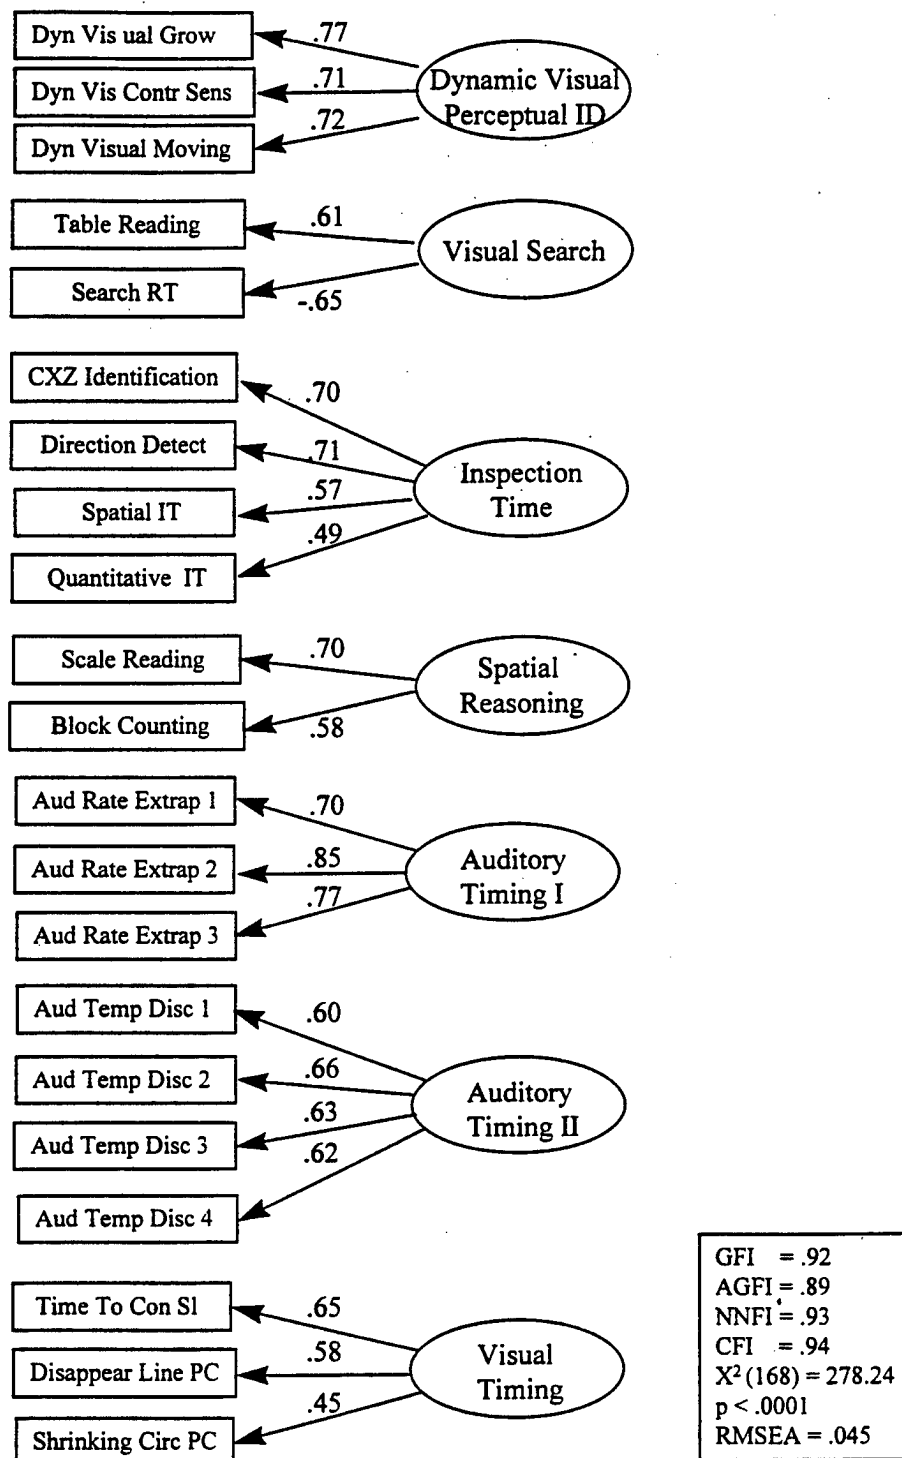 Dyn Vis ual Grow
.77
Dyn Vis Contr Sens
.71
Dyn Visual Moving
.72
Dynamic Visual
Perceptual ID
Table Reading
.61
Search RT
-.65
Visual Search
CXZ Identification
.70
Direction Detect
.71
Spatial IT
.57
Quantitative IT
.49
Inspection
Time
Scale Reading
.70
Block Counting
.58
Spatial
Reasoning
Aud Rate Extrap 1
.70
Aud Rate Extrap 2
.85
Aud Rate Extrap 3
.77
Auditory
Timing I
Aud Temp Disc 1
.60
Aud Temp Disc 2
.66
Aud Temp Disc 3
.63
Aud Temp Disc 4
.62
Auditory
Timing II
Time To Con Sl
.65
Disappear Line PC
.58
Shrinking Circ PC
.45
Visual
Timing
GFI = .92
AGFI = .89
NNFI = .93
CFI = .94
X² (168) = 278.24
p < .0001
RMSEA = .045